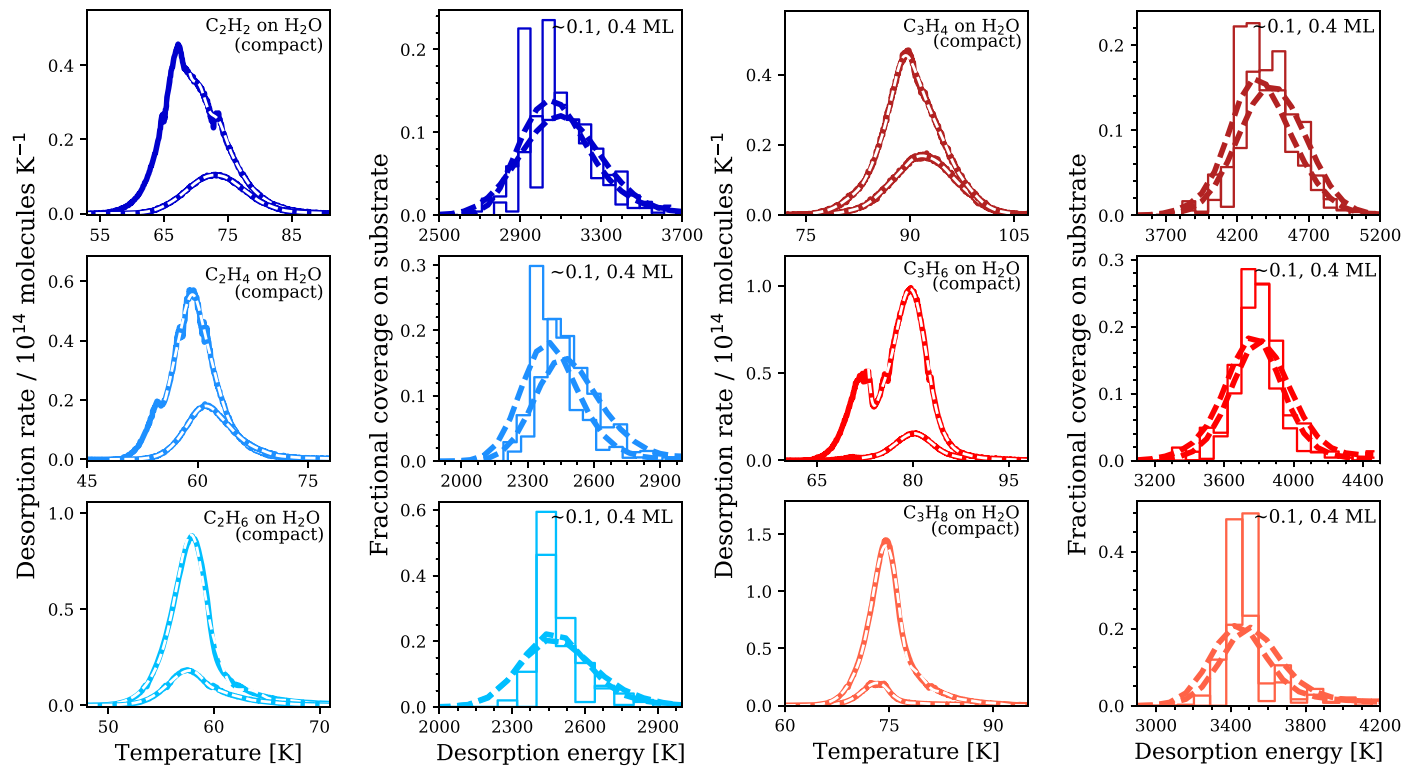 C₂H₂ on H₂O
(compact)
0.4
0.2
0.0
55 65 75 85
~0.1, 0.4 ML
0.2
0.1
0.0
2500 2900 3300 3700
C₃H₄ on H₂O
(compact)
0.4
0.2
0.0
75 90 105
~0.1, 0.4 ML
0.2
0.1
0.0
3700 4200 4700 5200
Desorption rate / 10¹⁴ molecules K⁻¹
Fractional coverage on substrate
Desorption rate / 10¹⁴ molecules K⁻¹
Fractional coverage on substrate
C₂H₄ on H₂O
(compact)
0.6
0.4
0.2
0.0
45 60 75
~0.1, 0.4 ML
0.3
0.2
0.1
0.0
2000 2300 2600 2900
C₃H₆ on H₂O
(compact)
1.0
0.5
0.0
65 80 95
~0.1, 0.4 ML
0.3
0.2
0.1
0.0
3200 3600 4000 4400
C₂H₆ on H₂O
(compact)
1.0
0.5
0.0
50 60 70
Temperature [K]
~0.1, 0.4 ML
0.6
0.4
0.2
0.0
2000 2300 2600 2900
Desorption energy [K]
C₃H₈ on H₂O
(compact)
1.5
1.0
0.5
0.0
60 75 90
Temperature [K]
~0.1, 0.4 ML
0.4
0.2
0.0
3000 3400 3800 4200
Desorption energy [K]